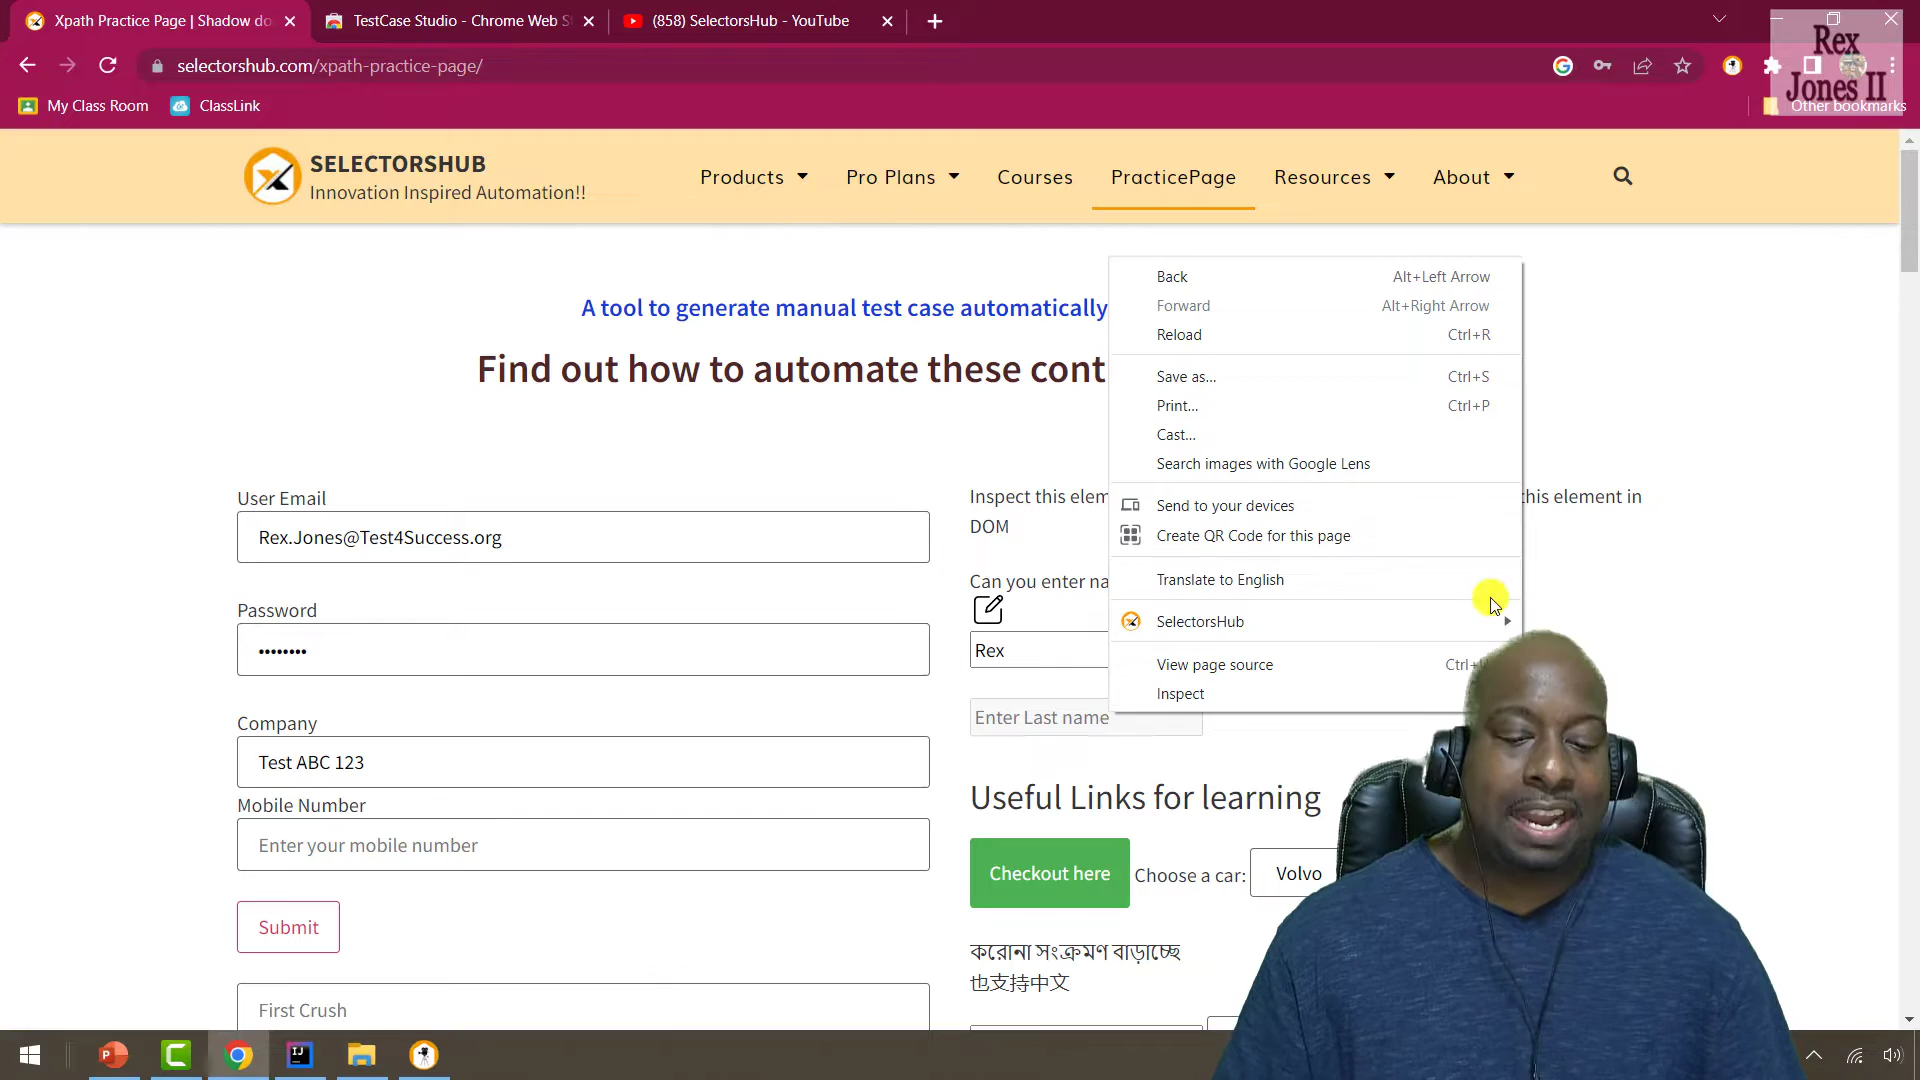 Xpath Practice Page | Shadow do
TestCase Studio - Chrome Web S
(858) SelectorsHub - YouTube
selectorshub.com/xpath-practice-page/
My Class Room
ClassLink
Other bookmarks
Rex
Jones II
SELECTORSHUB
Innovation Inspired Automation!!
Products
Pro Plans
Courses
PracticePage
Resources
About
A tool to generate manual test case automatically
Find out how to automate these cont
Back Alt+Left Arrow
Forward Alt+Right Arrow
Reload Ctrl+R
Save as... Ctrl+S
Print... Ctrl+P
Cast...
Search images with Google Lens
Send to your devices
Create QR Code for this page
Translate to English
SelectorsHub
View page source
Inspect
User Email
Rex.Jones@Test4Success.org
Password
••••••••
Company
Test ABC 123
Mobile Number
Enter your mobile number
Submit
First Crush
Inspect this elem
this element in
DOM
Can you enter na
Rex
Enter Last name
Useful Links for learning
Checkout here
Choose a car:
Volvo
করোনা সংক্রমণ বাড়াচ্ছে
也支持中文